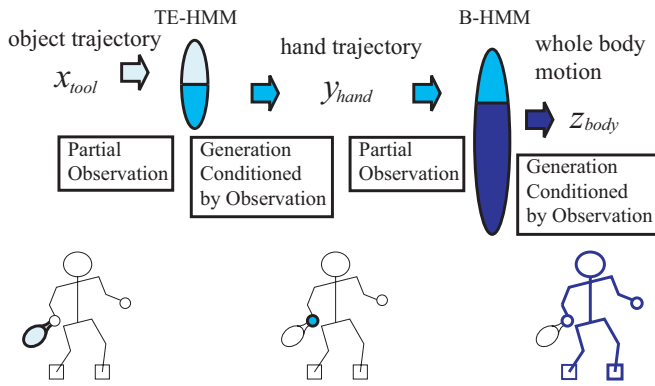 TE-HMM
B-HMM
object trajectory
hand trajectory
whole body
motion
x_tool
y_hand
z_body
Partial
Observation
Generation
Conditioned
by Observation
Partial
Observation
Generation
Conditioned
by Observation